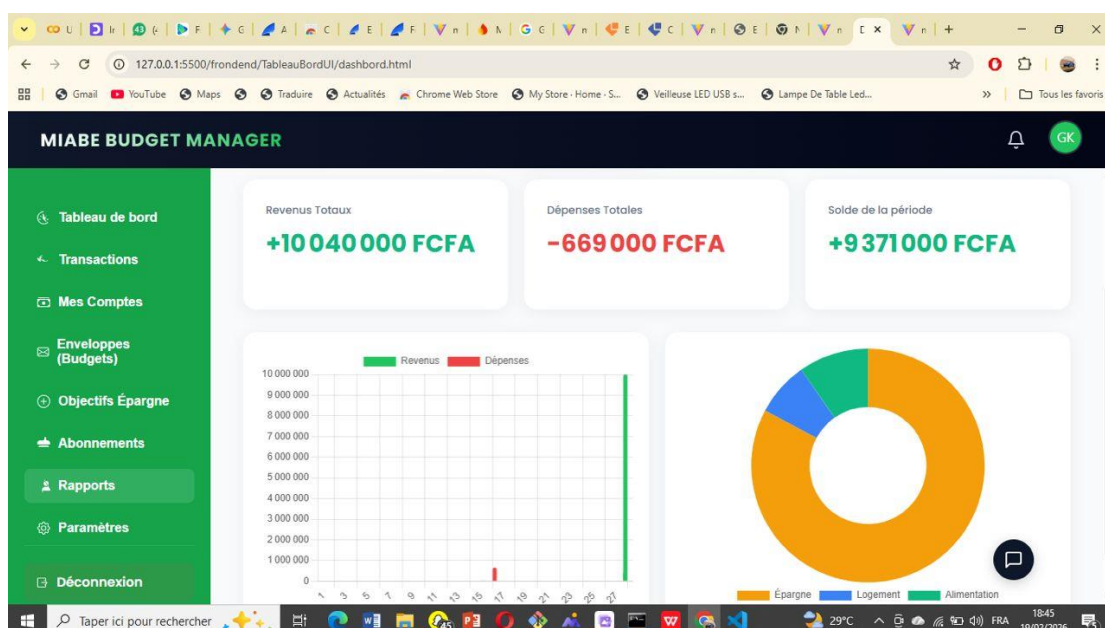 127.0.0.1:5500/frondend/TableauBordUI/dashbord.html
Gmail YouTube Maps Traduire Actualités Chrome Web Store My Store - Home - S... Veilleuse LED USB s... Lampe De Table Led... » Tous les favoris
MIABE BUDGET MANAGER
GK
Tableau de bord
Transactions
Mes Comptes
Enveloppes
(Budgets)
Objectifs Épargne
Abonnements
Rapports
Paramètres
Déconnexion
Revenus Totaux
+10 040 000 FCFA
Dépenses Totales
-669 000 FCFA
Solde de la période
+9 371 000 FCFA
Revenus Dépenses
10 000 000
9 000 000
8 000 000
7 000 000
6 000 000
5 000 000
4 000 000
3 000 000
2 000 000
1 000 000
0
1 3 5 7 9 11 13 15 17 19 21 23 25 27
Épargne Logement Alimentation
Taper ici pour rechercher
29°C
FRA
18:45
19/02/2026